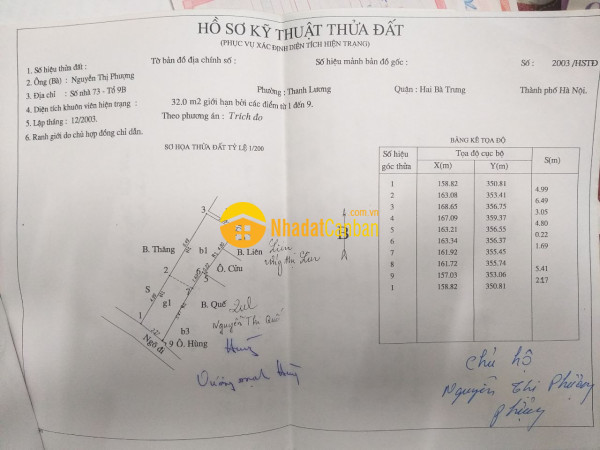 HỒ SƠ KỸ THUẬT THỬA ĐẤT
(PHỤC VỤ XÁC ĐỊNH DIỆN TÍCH HIỆN TRẠNG)
1. Số hiệu thửa đất : Tờ bản đồ địa chính số : Số hiệu mảnh bản đồ gốc : Số : 2003 /HSTĐ
2. Ông (Bà) : Nguyễn Thị Phượng
3. Địa chỉ : Số nhà 73 - Tổ 9B Phường : Thanh Lương Quận : Hai Bà Trưng Thành phố Hà Nội.
4. Diện tích khuôn viên hiện trạng : 32.0 m2 giới hạn bởi các điểm từ 1 đến 9.
5. Lập tháng : 12/2003. Theo phương án : Trích đo
6. Ranh giới do chủ hợp đồng chỉ dẫn.
SƠ HỌA THỬA ĐẤT TỶ LỆ 1/200
BẢNG KÊ TỌA ĐỘ
Số hiệu góc thửa Tọa độ cục bộ S(m)
X(m) Y(m)
1 158.82 350.81
4.99
2 163.08 353.41
6.49
3 168.65 356.75
3.05
4 167.09 359.37
4.80
5 163.21 356.55
0.22
6 163.34 356.37
1.69
7 161.92 355.45
8 161.72 355.74
5.41
9 157.03 353.06
2.17
1 158.82 350.81
3
.com.vn
NhadatCanban
B
B. Thăng
b1
B. Liên
Ô. Cửu
2
5
S
g1
B. Quế
Quế
Nguyễn Thị Quế
1
b3
9 Ô. Hùng
Ngõ đi
Hùng
Chủ hộ
Nguyễn Thị Phượng
Phượng